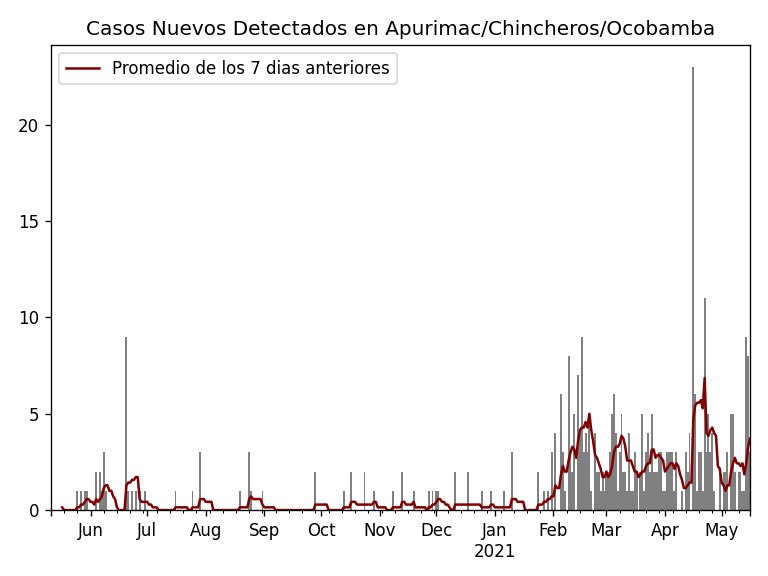 Casos Nuevos Detectados en Apurimac/Chincheros/Ocobamba
Promedio de los 7 dias anteriores
20
15
10
5
0
Jun Jul Aug Sep Oct Nov Dec Jan Feb Mar Apr May
2021